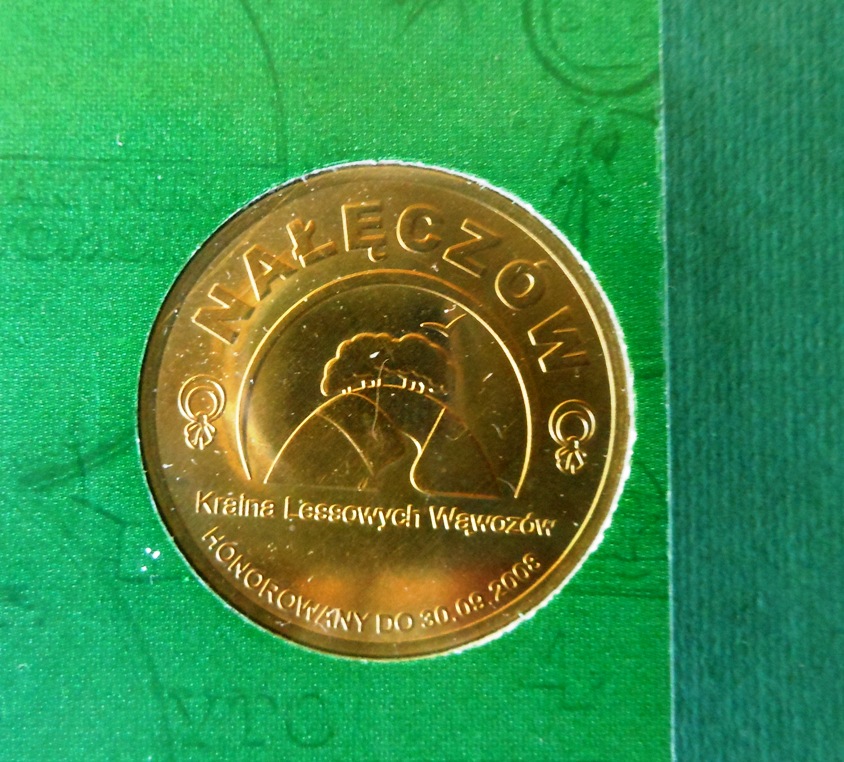 NAŁĘCZÓW
Kraina Lessowych Wąwozów
HONOROWANY DO 30.09.2008